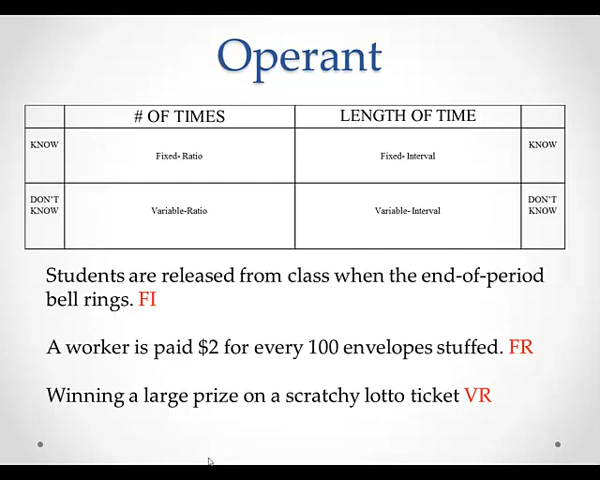 Operant
# OF TIMES LENGTH OF TIME
KNOW Fixed- Ratio Fixed- Interval KNOW
DON'T KNOW Variable-Ratio Variable- Interval DON'T KNOW
Students are released from class when the end-of-period
bell rings. FI
A worker is paid $2 for every 100 envelopes stuffed. FR
Winning a large prize on a scratchy lotto ticket VR